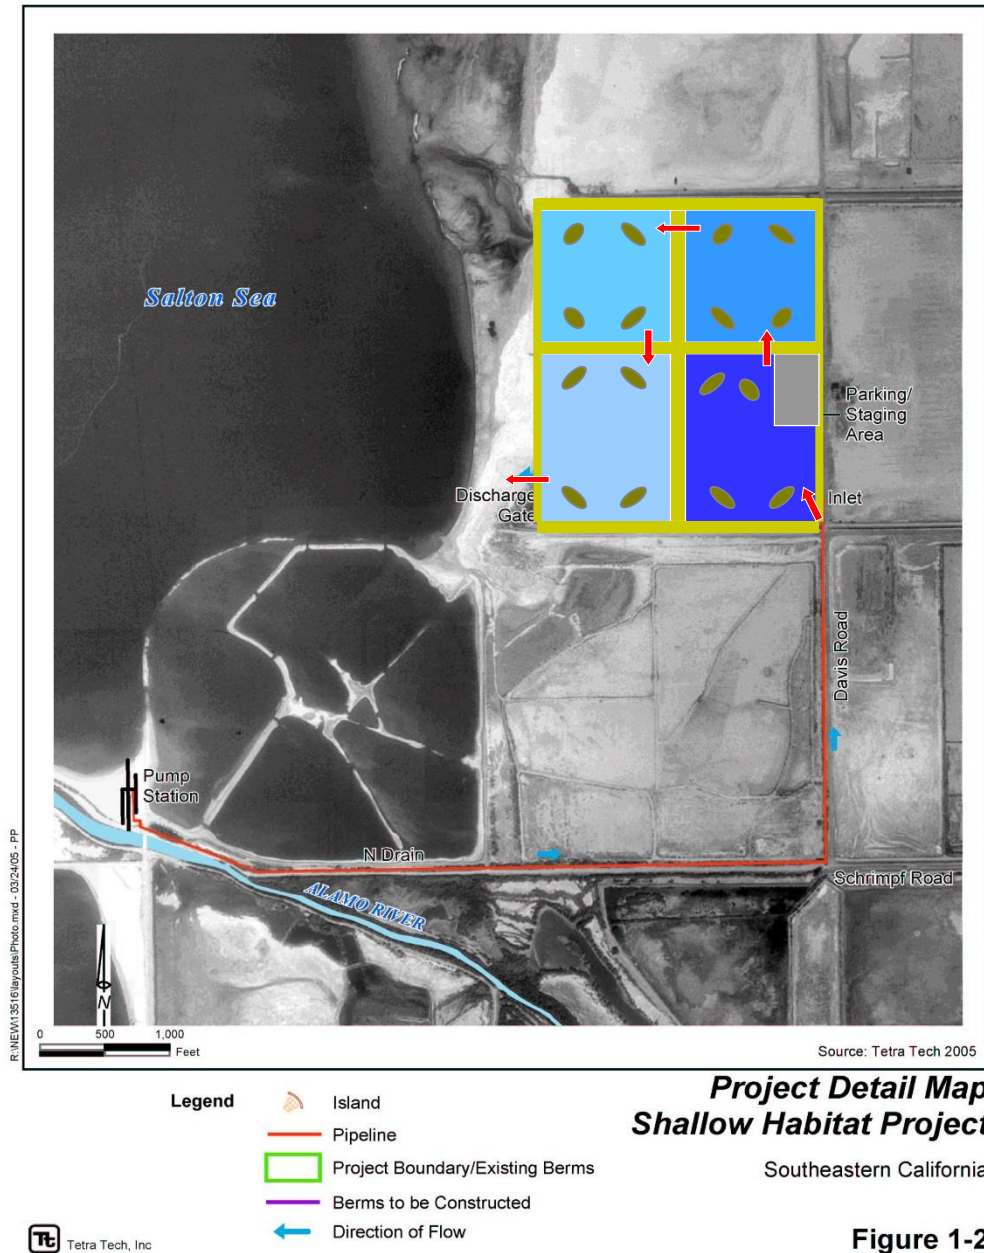 Salton Sea
Parking/
Staging
Area
Discharge
Gate
Inlet
Davis Road
Pump
Station
N Drain
Schrimpf Road
ALAMO RIVER
R:\NEW\13516\layouts\Photo.mxd - 03/24/05 - PP
N
0 500 1,000
Feet
Source: Tetra Tech 2005
Legend
Island
Pipeline
Project Boundary/Existing Berms
Berms to be Constructed
Direction of Flow
Project Detail Map
Shallow Habitat Project
Southeastern California
Tt Tetra Tech, Inc
Figure 1-2